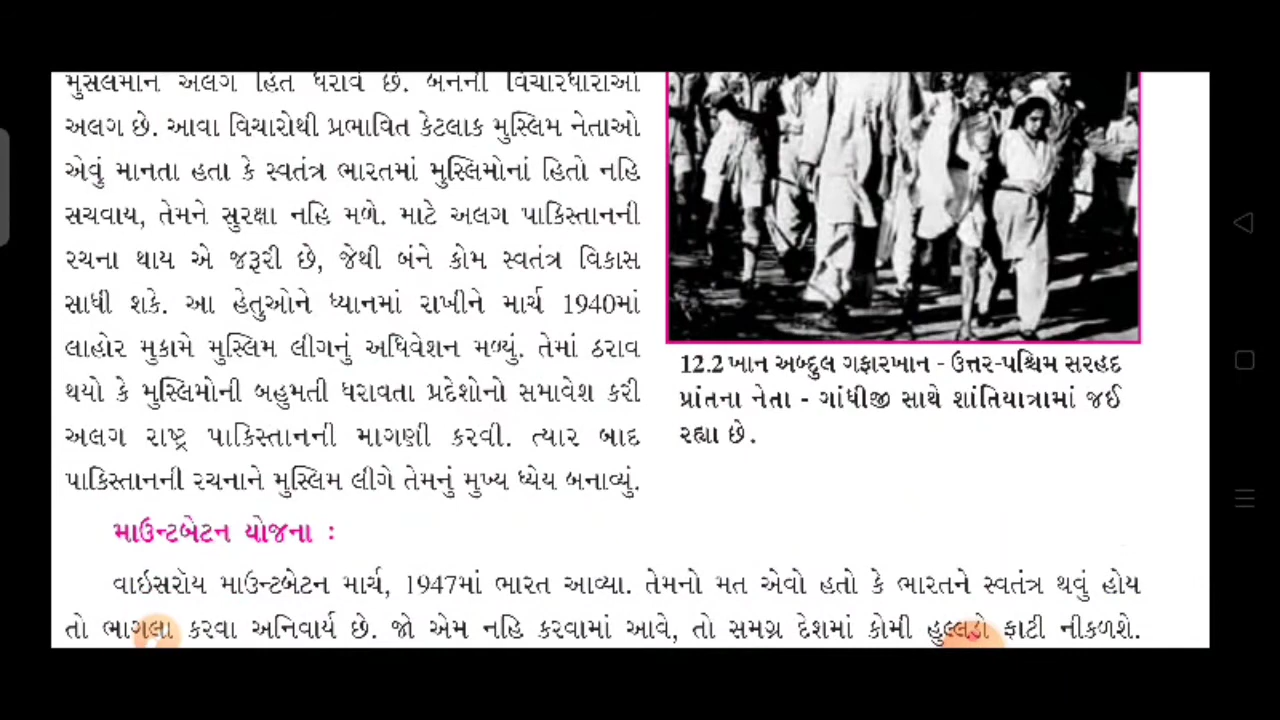 મુસલમાન અલગ હિત ધરાવે છે. બંનેની વિચારધારાઓ
અલગ છે. આવા વિચારોથી પ્રભાવિત કેટલાક મુસ્લિમ નેતાઓ
એવું માનતા હતા કે સ્વતંત્ર ભારતમાં મુસ્લિમોનાં હિતો નહિ
સચવાય, તેમને સુરક્ષા નહિ મળે. માટે અલગ પાકિસ્તાનની
રચના થાય એ જરૂરી છે, જેથી બંને કોમ સ્વતંત્ર વિકાસ
સાધી શકે. આ હેતુઓને ધ્યાનમાં રાખીને માર્ચ 1940માં
લાહોર મુકામે મુસ્લિમ લીગનું અધિવેશન મળ્યું. તેમાં ઠરાવ
થયો કે મુસ્લિમોની બહુમતી ધરાવતા પ્રદેશોનો સમાવેશ કરી
અલગ રાષ્ટ્ર પાકિસ્તાનની માગણી કરવી. ત્યાર બાદ
પાકિસ્તાનની રચનાને મુસ્લિમ લીગે તેમનું મુખ્ય ધ્યેય બનાવ્યું.
12.2 ખાન અબ્દુલ ગફારખાન - ઉત્તર-પશ્ચિમ સરહદ
પ્રાંતના નેતા - ગાંધીજી સાથે શાંતિયાત્રામાં જઈ
રહ્યા છે.
માઉન્ટબેટન યોજના :
વાઇસરૉય માઉન્ટબેટન માર્ચ, 1947માં ભારત આવ્યા. તેમનો મત એવો હતો કે ભારતને સ્વતંત્ર થવું હોય
તો ભાગલા કરવા અનિવાર્ય છે. જો એમ નહિ કરવામાં આવે, તો સમગ્ર દેશમાં કોમી હુલ્લડો ફાટી નીકળશે.